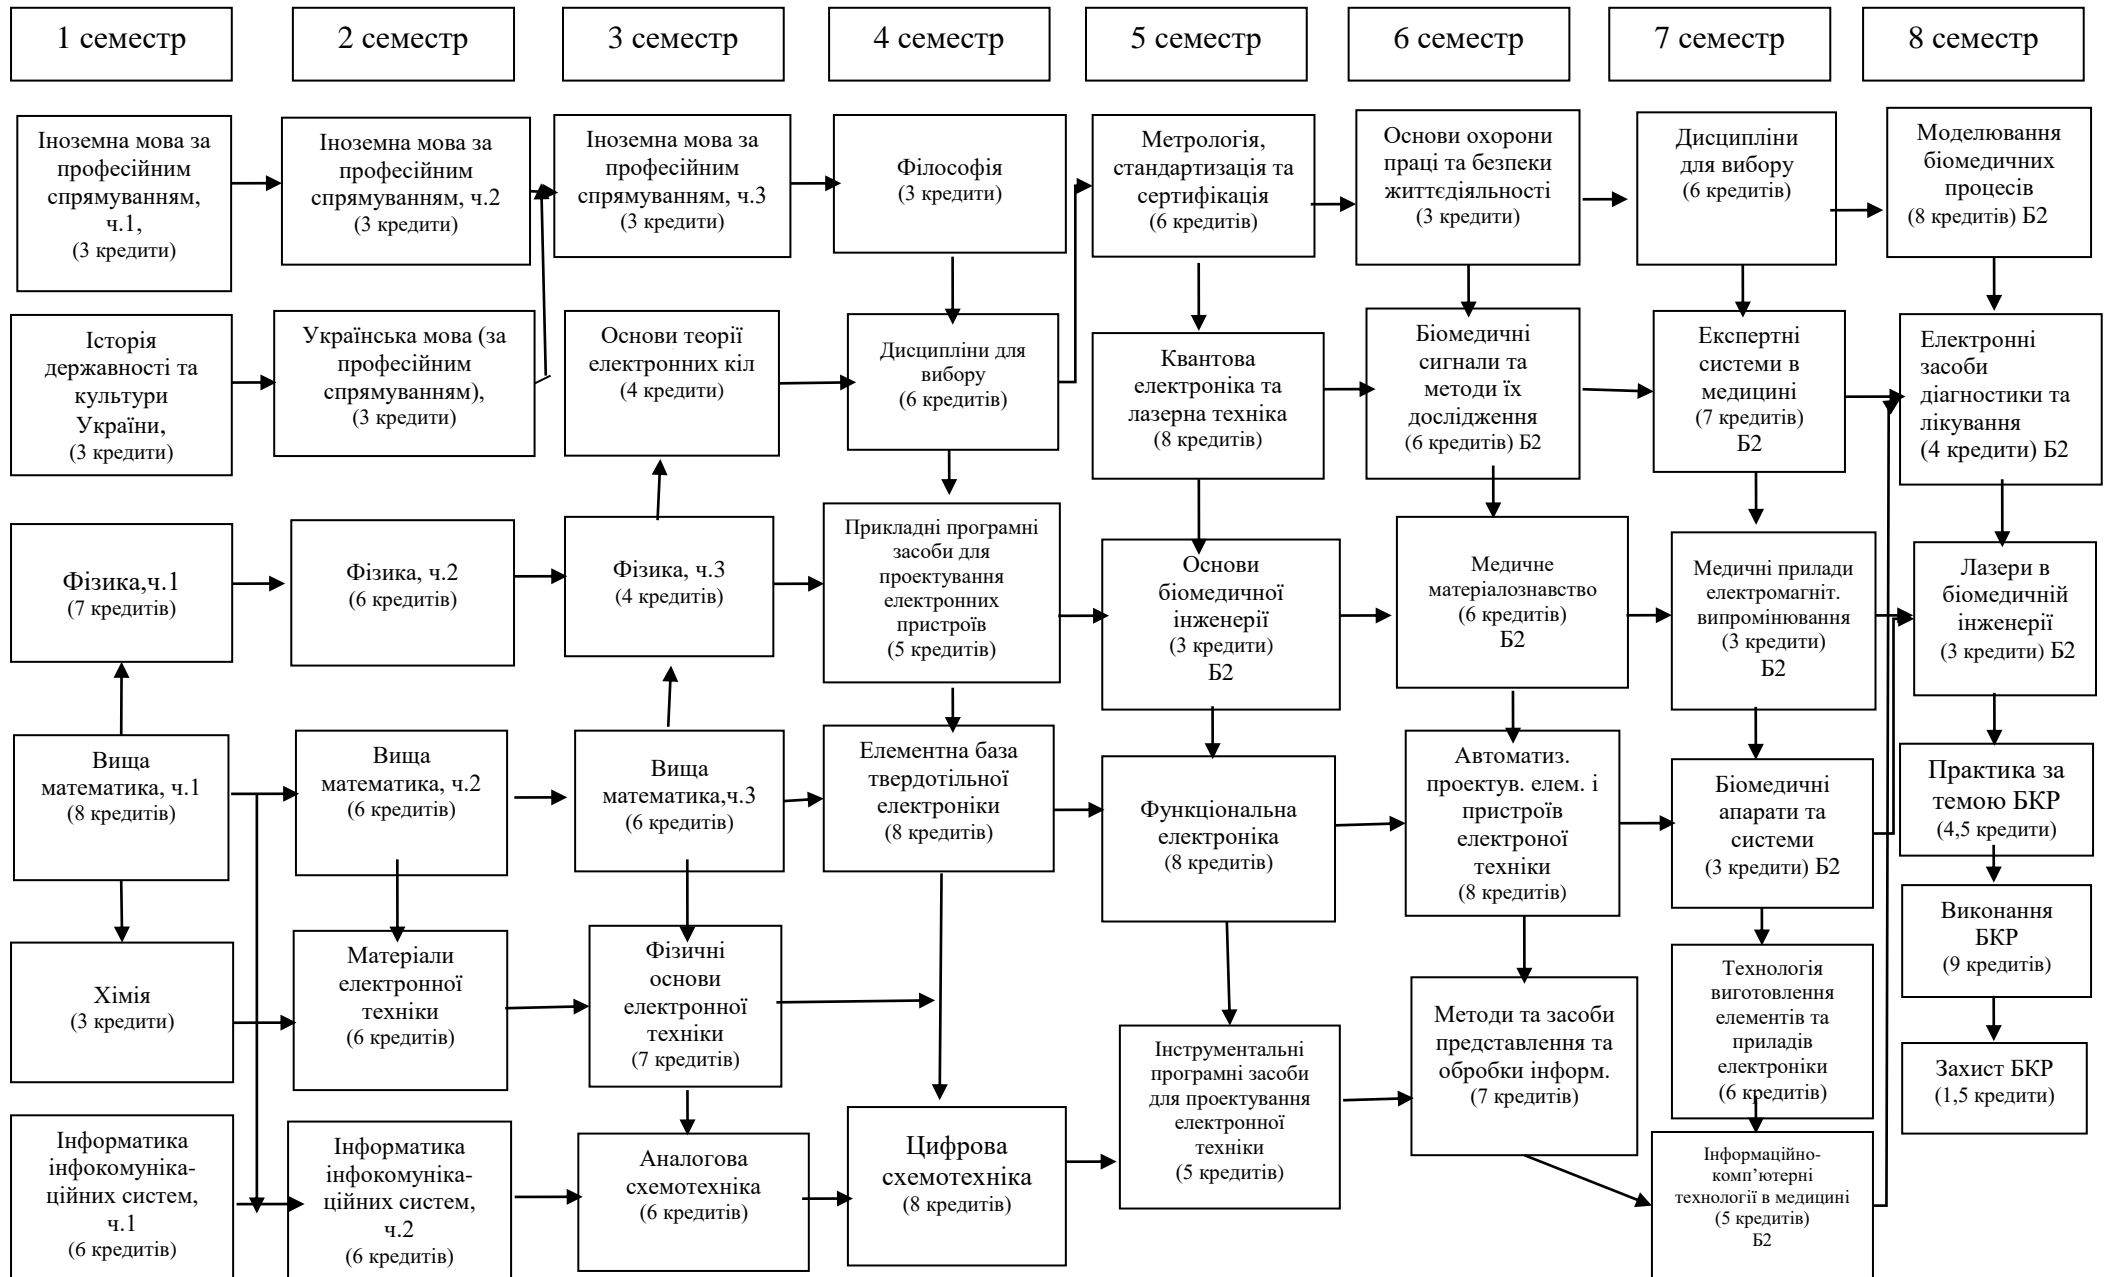 1 семестр
2 семестр
3 семестр
4 семестр
5 семестр
6 семестр
7 семестр
8 семестр
Іноземна мова за
професійним
спрямуванням,
ч.1,
(3 кредити)
Іноземна мова за
професійним
спрямуванням, ч.2
(3 кредити)
Іноземна мова за
професійним
спрямуванням, ч.3
(3 кредити)
Філософія
(3 кредити)
Метрологія,
стандартизація та
сертифікація
(6 кредитів)
Основи охорони
праці та безпеки
життєдіяльності
(3 кредити)
Дисципліни
для вибору
(6 кредитів)
Моделювання
біомедичних
процесів
(8 кредитів) Б2
Історія
державності та
культури
України,
(3 кредити)
Українська мова (за
професійним
спрямуванням),
(3 кредити)
Основи теорії
електронних кіл
(4 кредити)
Дисципліни для
вибору
(6 кредитів)
Квантова
електроніка та
лазерна техніка
(8 кредитів)
Біомедичні
сигнали та
методи їх
дослідження
(6 кредитів) Б2
Експертні
системи в
медицині
(7 кредитів)
Б2
Електронні
засоби
діагностики та
лікування
(4 кредити) Б2
Фізика,ч.1
(7 кредитів)
Фізика, ч.2
(6 кредитів)
Фізика, ч.3
(4 кредити)
Прикладні програмні
засоби для
проектування
електронних
пристроїв
(5 кредитів)
Основи
біомедичної
інженерії
(3 кредити)
Б2
Медичне
матеріалознавство
(6 кредитів)
Б2
Медичні прилади
електромагніт.
випромінювання
(3 кредити)
Б2
Лазери в
біомедичній
інженерії
(3 кредити) Б2
Вища
математика, ч.1
(8 кредитів)
Вища
математика, ч.2
(6 кредитів)
Вища
математика,ч.3
(6 кредитів)
Елементна база
твердотільної
електроніки
(8 кредитів)
Функціональна
електроніка
(8 кредитів)
Автоматиз.
проектув. елем. і
пристроїв
електроної
техніки
(8 кредитів)
Біомедичні
апарати та
системи
(3 кредити) Б2
Практика за
темою БКР
(4,5 кредити)
Виконання
БКР
(9 кредитів)
Хімія
(3 кредити)
Матеріали
електронної
техніки
(6 кредитів)
Фізичні
основи
електронної
техніки
(7 кредитів)
Інструментальні
програмні засоби
для проектування
електронної
техніки
(5 кредитів)
Методи та засоби
представлення та
обробки інформ.
(7 кредитів)
Технологія
виготовлення
елементів та
приладів
електроніки
(6 кредитів)
Захист БКР
(1,5 кредити)
Інформатика
інфокомуніка-
ційних систем,
ч.1
(6 кредитів)
Інформатика
інфокомуніка-
ційних систем,
ч.2
(6 кредитів)
Аналогова
схемотехніка
(6 кредитів)
Цифрова
схемотехніка
(8 кредитів)
Інформаційно-
комп’ютерні
технології в медицині
(5 кредитів)
Б2